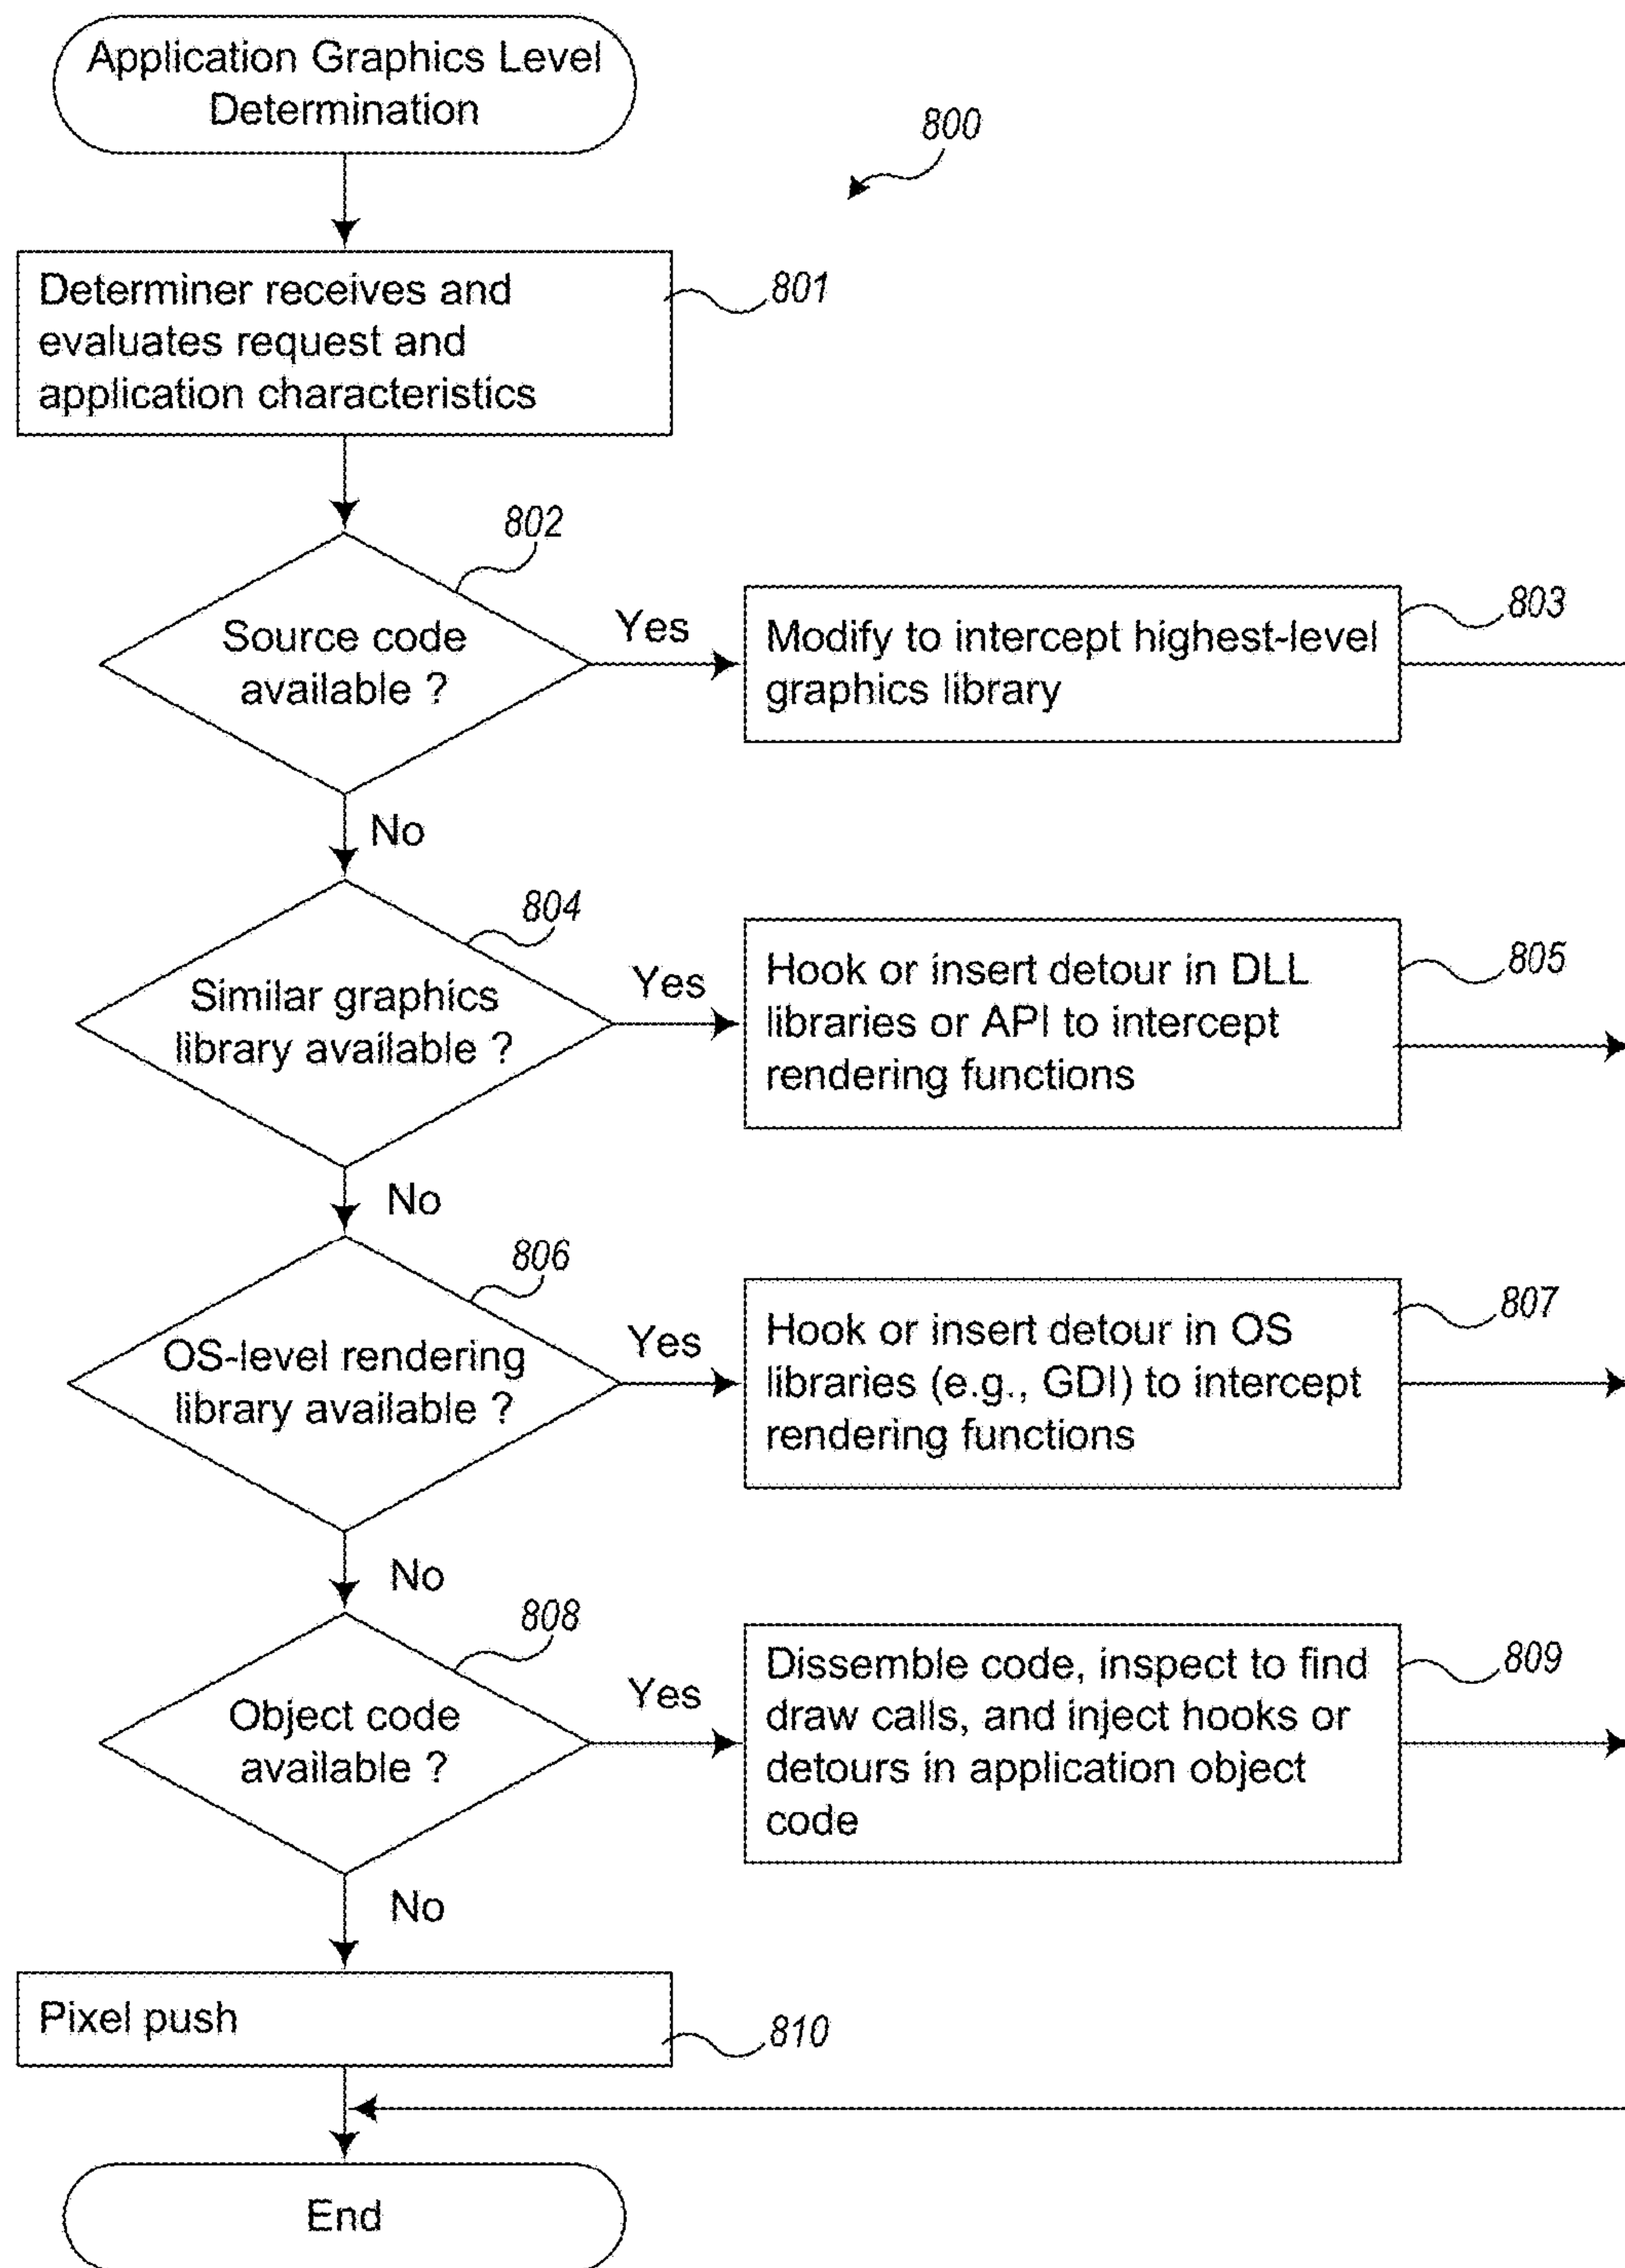 Application Graphics Level
Determination
800
Determiner receives and
evaluates request and
application characteristics
801
802
Source code
available ?
Yes
Modify to intercept highest-level
graphics library
803
No
804
Similar graphics
library available ?
Yes
Hook or insert detour in DLL
libraries or API to intercept
rendering functions
805
No
806
OS-level rendering
library available ?
Yes
Hook or insert detour in OS
libraries (e.g., GDI) to intercept
rendering functions
807
No
808
Object code
available ?
Yes
Dissemble code, inspect to find
draw calls, and inject hooks or
detours in application object
code
809
No
Pixel push
810
End